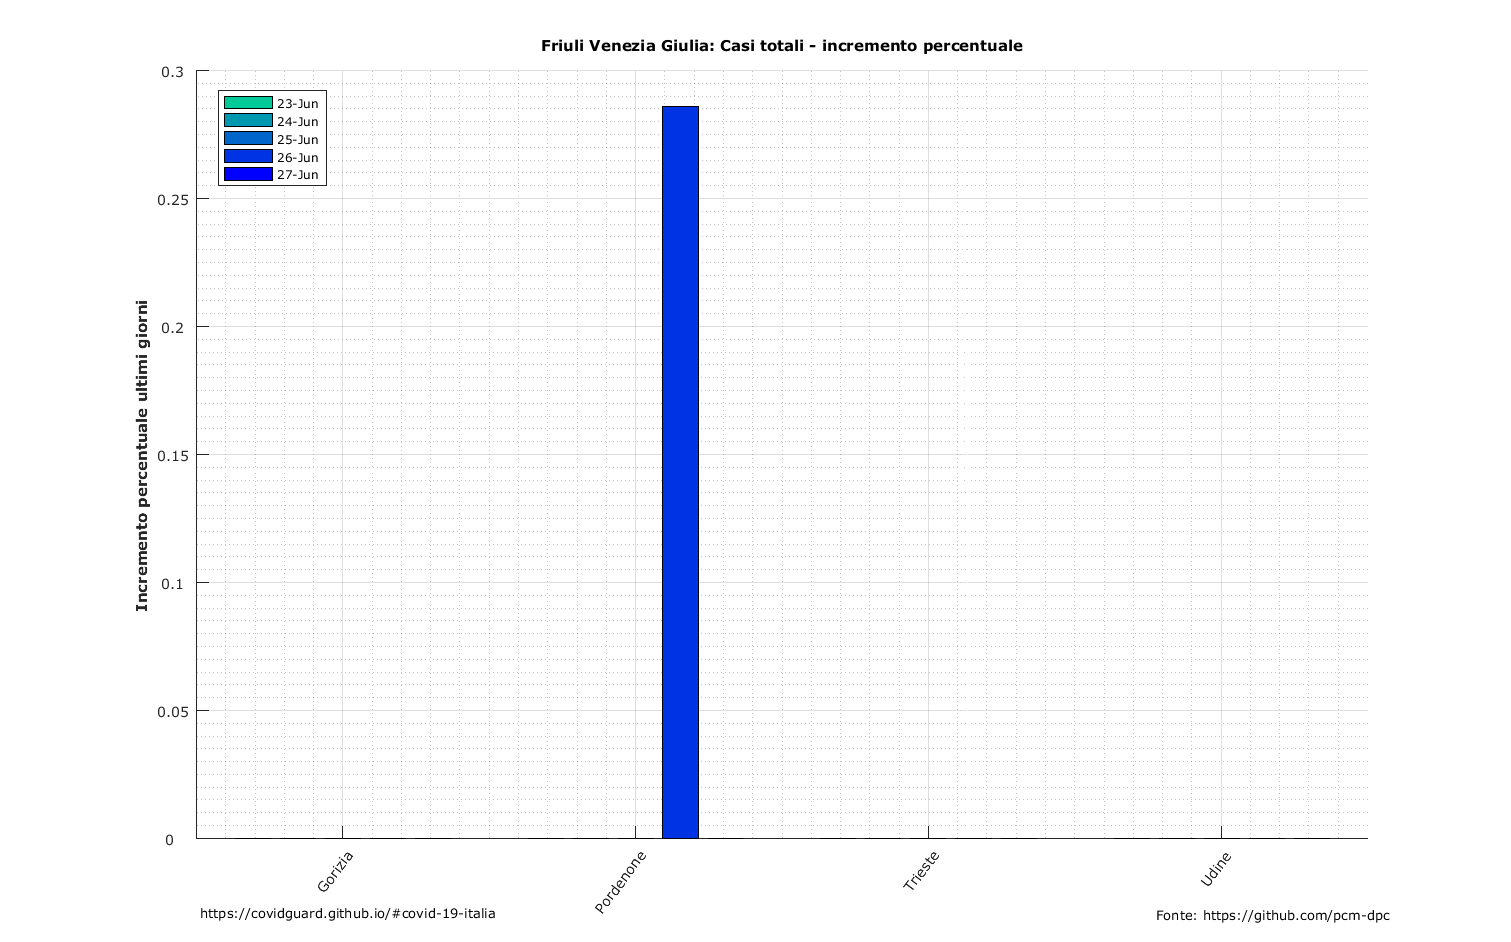 Friuli Venezia Giulia: Casi totali - incremento percentuale
0.3
23-Jun
24-Jun
25-Jun
26-Jun
27-Jun
0.25
0.2
0.15
0.1
0.05
0
Incremento percentuale ultimi giorni
Gorizia
Pordenone
Trieste
Udine
https://covidguard.github.io/#covid-19-italia
Fonte: https://github.com/pcm-dpc